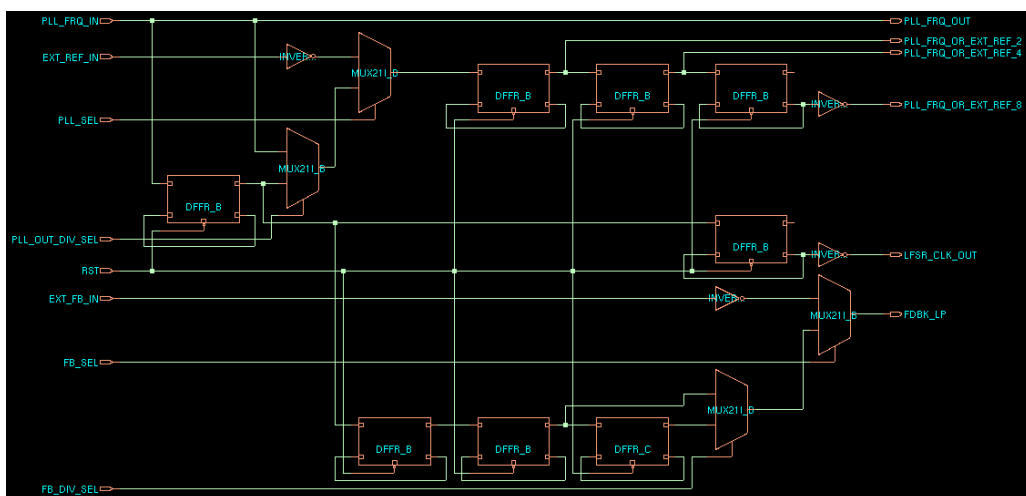 PLL_FRQ_IN
PLL_FRQ_OUT
PLL_FRQ_OR_EXT_REF_2
EXT_REF_IN
INVER
PLL_FRQ_OR_EXT_REF_4
MUX21I_B
DFFR_B
DFFR_B
DFFR_B
INVER
PLL_FRQ_OR_EXT_REF_8
PLL_SEL
MUX21I_B
DFFR_B
PLL_OUT_DIV_SEL
DFFR_B
INVER
LFSR_CLK_OUT
RST
EXT_FB_IN
INVER
MUX21I_B
FDBK_LP
FB_SEL
MUX21I_B
DFFR_B
DFFR_B
DFFR_C
FB_DIV_SEL